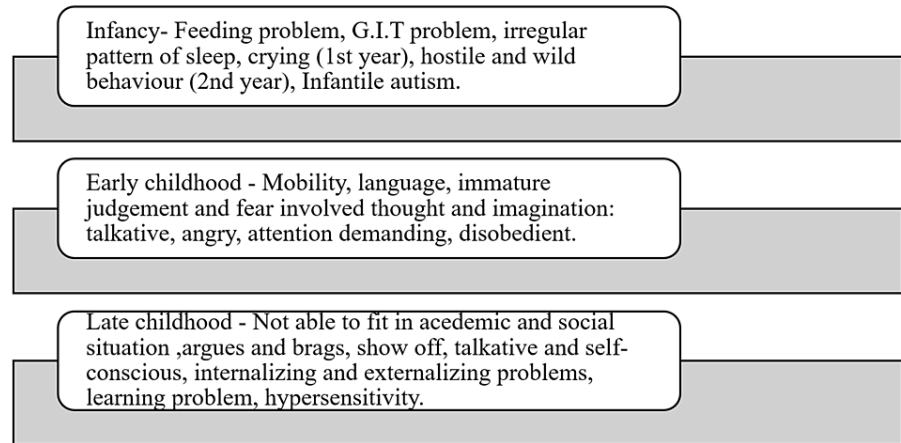 Infancy- Feeding problem, G.I.T problem, irregular
pattern of sleep, crying (1st year), hostile and wild
behaviour (2nd year), Infantile autism.
Early childhood - Mobility, language, immature
judgement and fear involved thought and imagination:
talkative, angry, attention demanding, disobedient.
Late childhood - Not able to fit in acedemic and social
situation ,argues and brags, show off, talkative and self-
conscious, internalizing and externalizing problems,
learning problem, hypersensitivity.